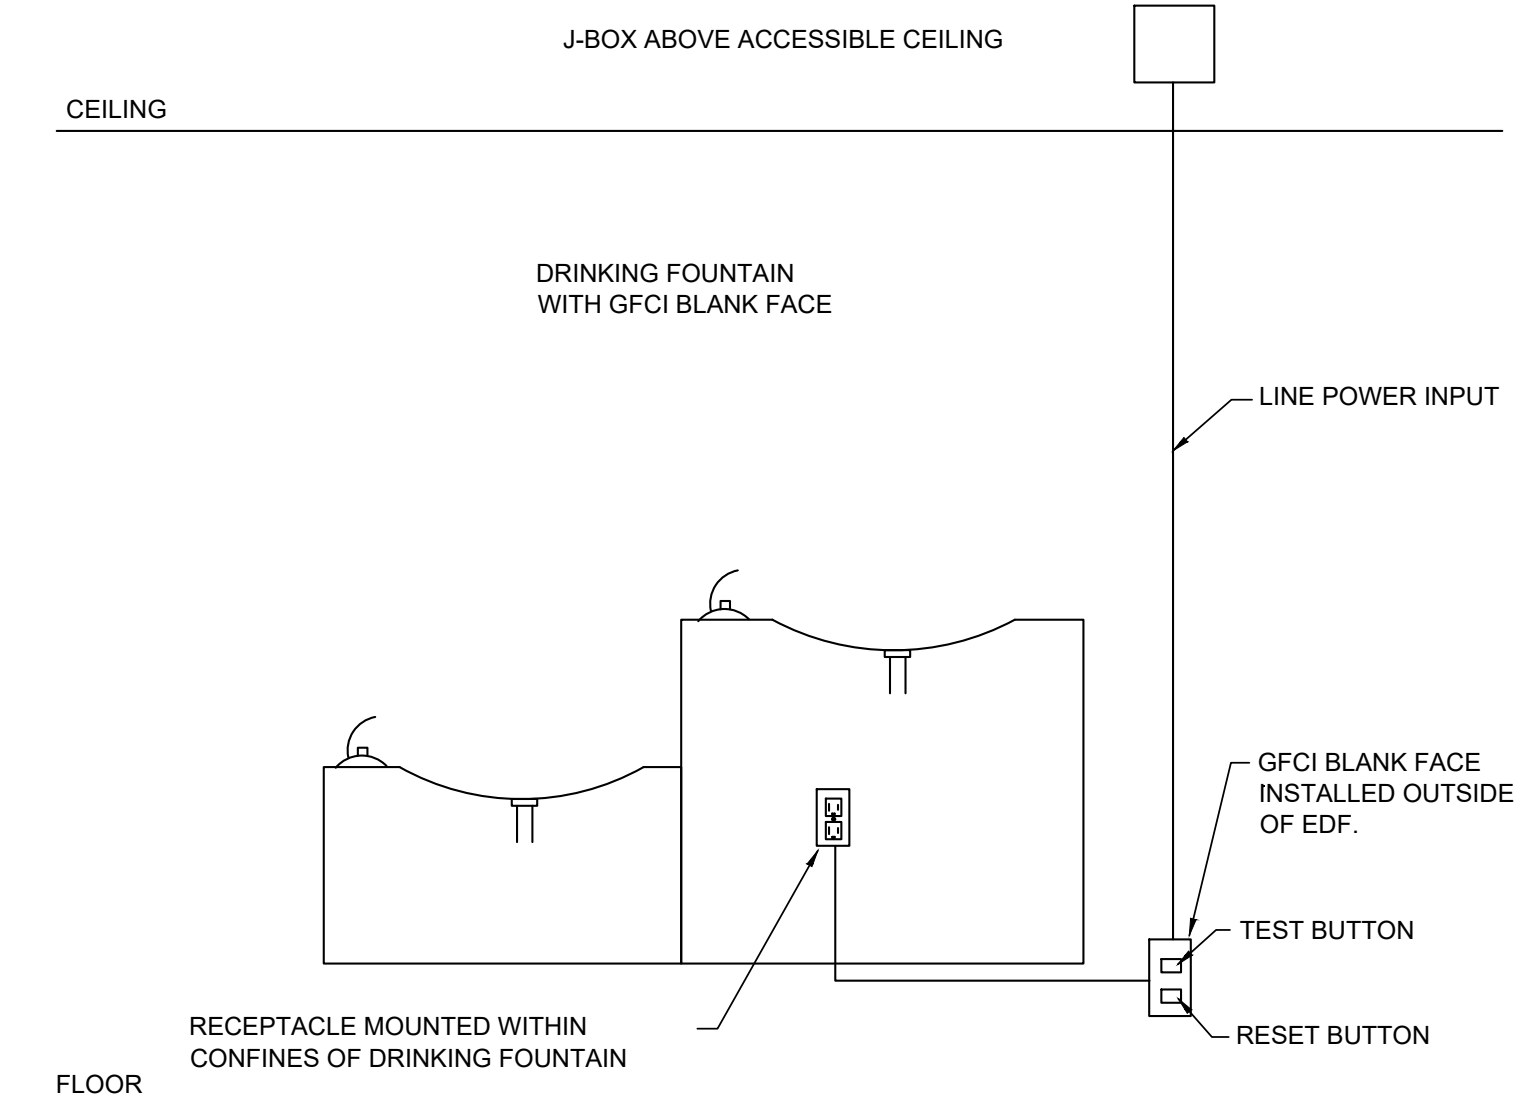 J-BOX ABOVE ACCESSIBLE CEILING
CEILING
DRINKING FOUNTAIN
WITH GFCI BLANK FACE
LINE POWER INPUT
GFCI BLANK FACE
INSTALLED OUTSIDE
OF EDF.
TEST BUTTON
RESET BUTTON
RECEPTACLE MOUNTED WITHIN
CONFINES OF DRINKING FOUNTAIN
FLOOR